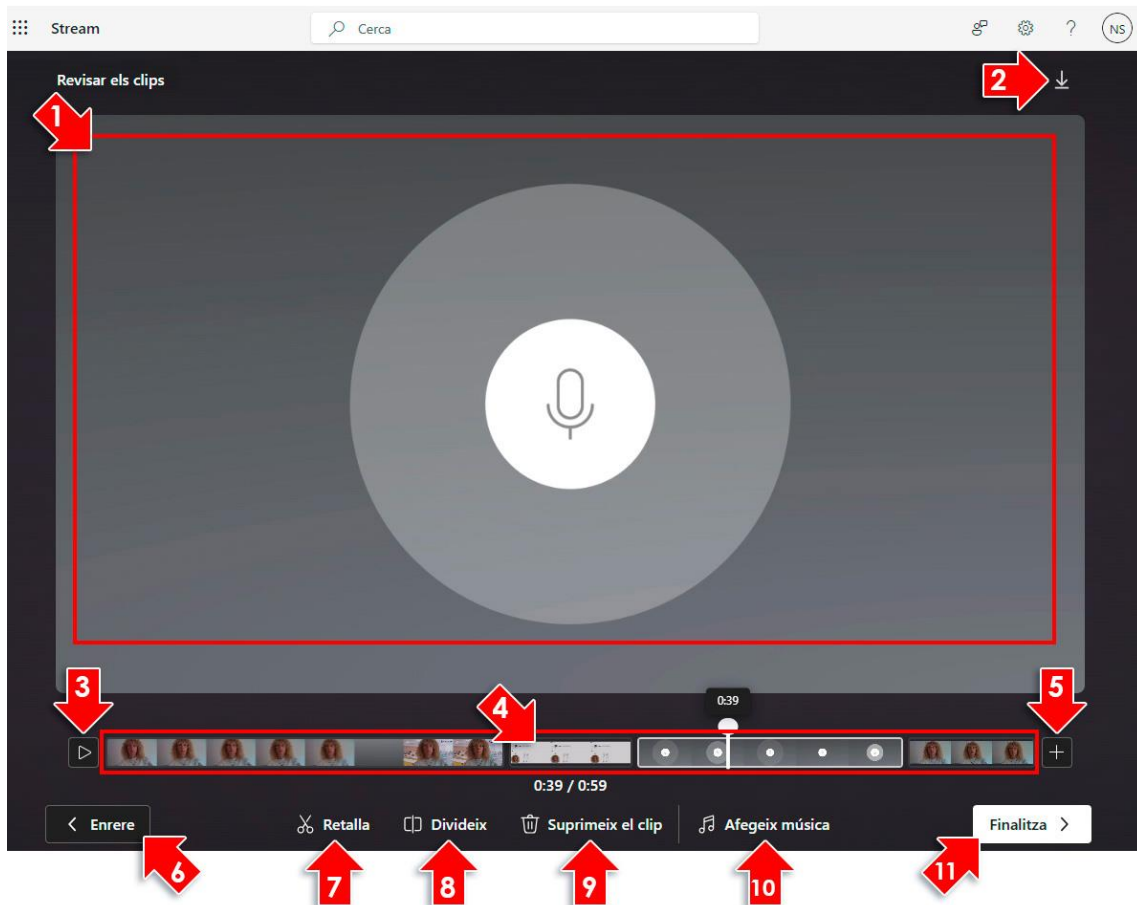 Stream
Cerca
NS
Revisar els clips
2
1
3
4
0:39
5
0:39 / 0:59
Enrere
Retalla
Divideix
Suprimeix el clip
Afegeix música
Finalitza
6
7
8
9
10
11